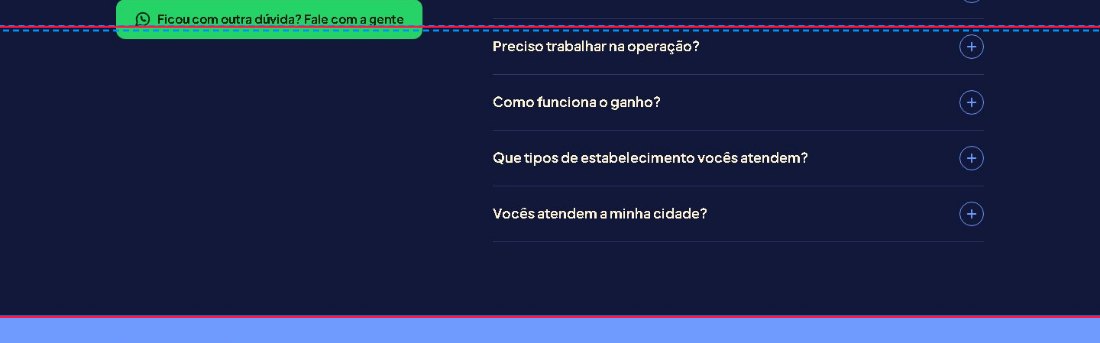 Ficou com outra dúvida? Fale com a gente
Preciso trabalhar na operação?
Como funciona o ganho?
Que tipos de estabelecimento vocês atendem?
Vocês atendem a minha cidade?